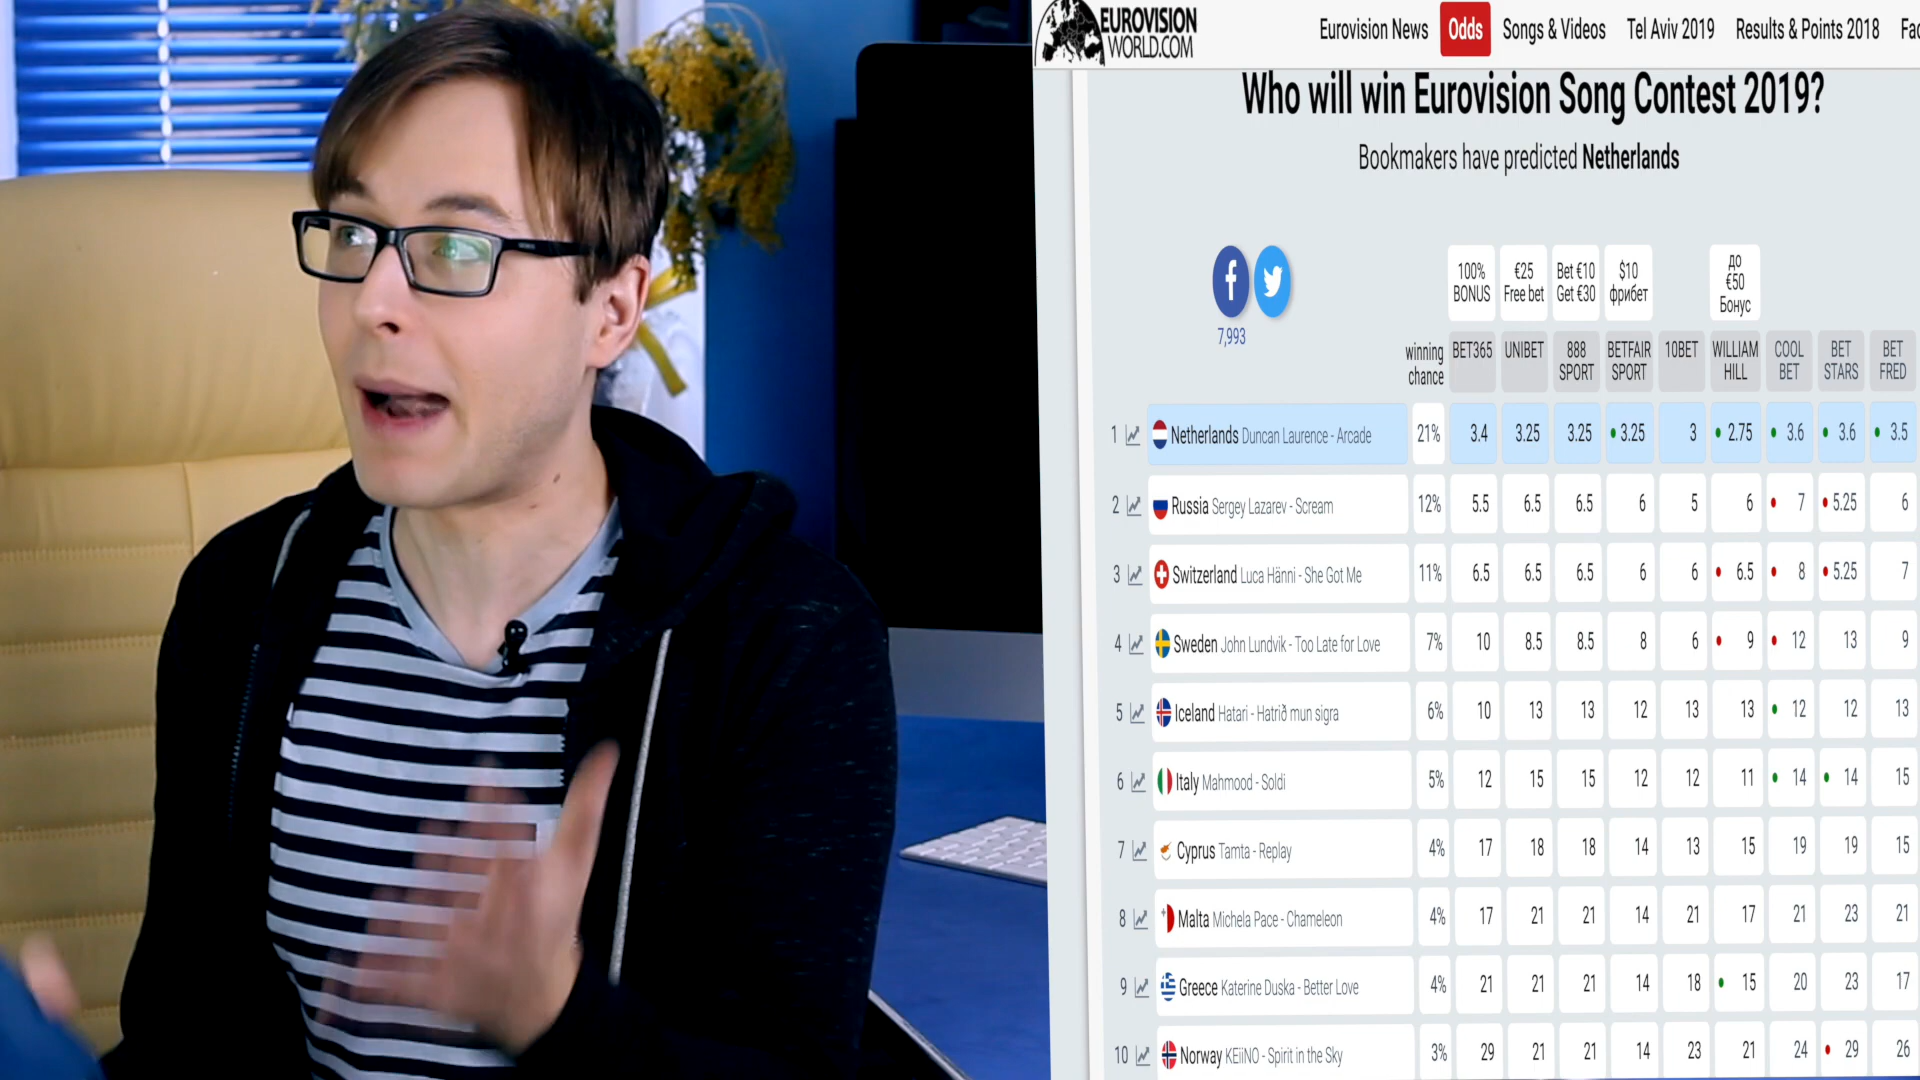 EUROVISION
WORLD.COM
Eurovision News Odds Songs & Videos Tel Aviv 2019 Results & Points 2018
Who will win Eurovision Song Contest 2019?
Bookmakers have predicted Netherlands
7,993
100% BONUS €25 Free bet Bet €10 Get €30 $10 фрибет до €50 Бонус
winning chance BET365 UNIBET 888 SPORT BETFAIR SPORT 10BET WILLIAM HILL COOL BET BET STARS BET FRED
1 Netherlands Duncan Laurence - Arcade 21% 3.4 3.25 3.25 3.25 3 2.75 3.6 3.6 3.5
2 Russia Sergey Lazarev - Scream 12% 5.5 6.5 6.5 6 5 6 7 5.25 6
3 Switzerland Luca Hänni - She Got Me 11% 6.5 6.5 6.5 6 6 6.5 8 5.25 7
4 Sweden John Lundvik - Too Late for Love 7% 10 8.5 8.5 8 6 9 12 13 9
5 Iceland Hatari - Hatrið mun sigra 6% 10 13 13 12 13 13 12 12 13
6 Italy Mahmood - Soldi 5% 12 15 15 12 12 11 14 14 15
7 Cyprus Tamta - Replay 4% 17 18 18 14 13 15 19 19 15
8 Malta Michela Pace - Chameleon 4% 17 21 21 14 21 17 21 23 21
9 Greece Katerine Duska - Better Love 4% 21 21 21 14 18 15 20 23 17
10 Norway KEiiNO - Spirit in the Sky 3% 29 21 21 14 23 21 24 29 26